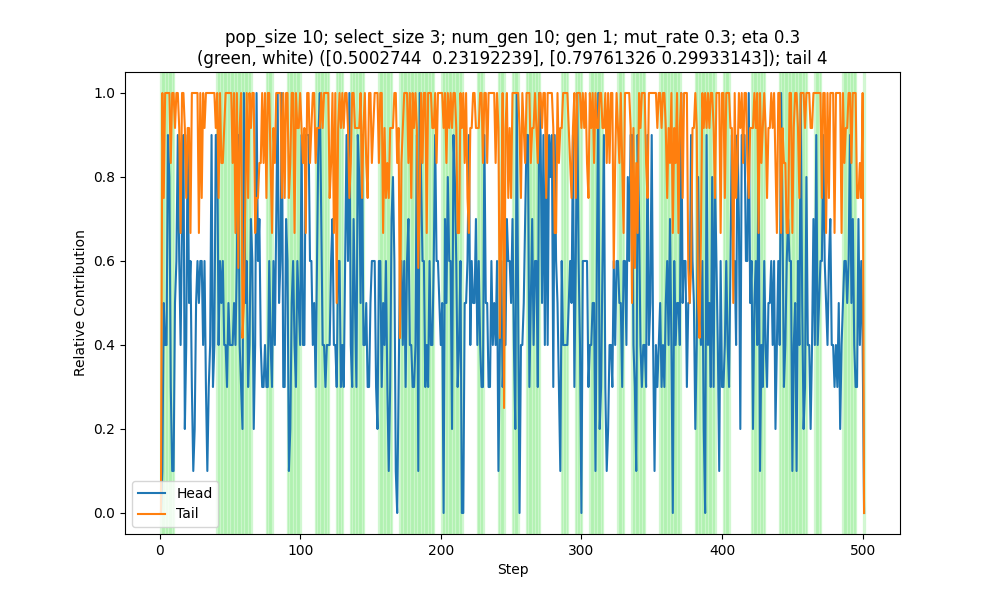 pop_size 10; select_size 3; num_gen 10; gen 1; mut_rate 0.3; eta 0.3
(green, white) ([0.5002744  0.23192239], [0.79761326 0.29933143]); tail 4
Relative Contribution
1.0
0.8
0.6
0.4
0.2
0.0
Head
Tail
0 100 200 300 400 500
Step